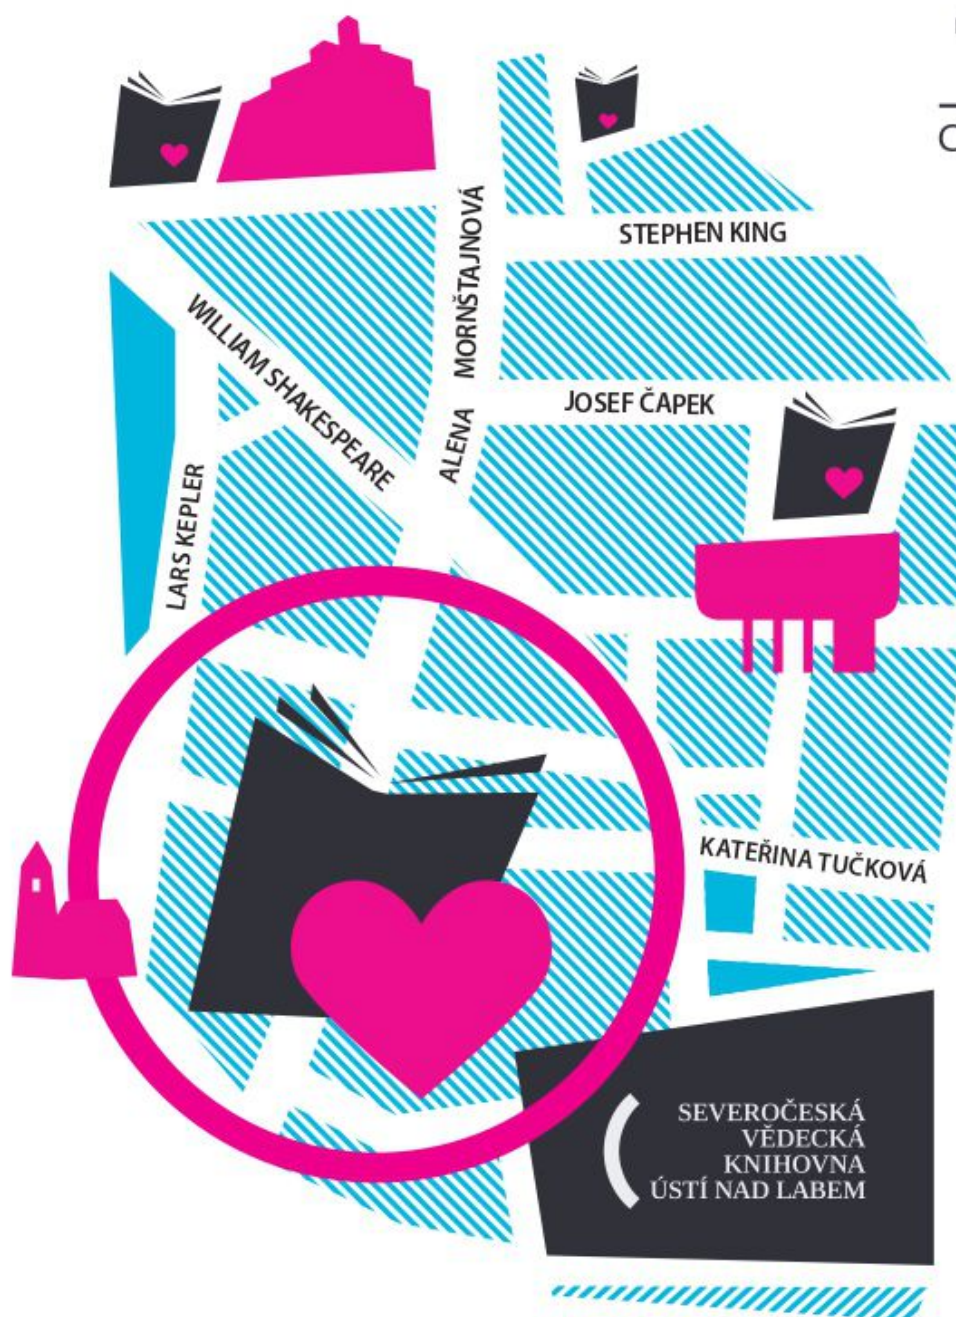 STEPHEN KING
ALENA MORNŠTAJNOVÁ
WILLIAM SHAKESPEARE
JOSEF ČAPEK
LARS KEPLER
KATEŘINA TUČKOVÁ
SEVEROČESKÁ
VĚDECKÁ
KNIHOVNA
ÚSTÍ NAD LABEM